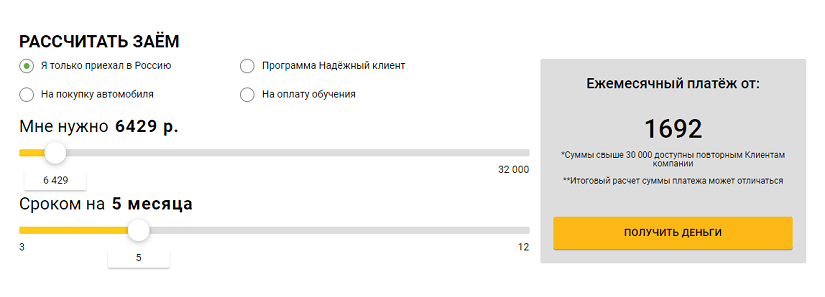 РАССЧИТАТЬ ЗАЁМ
Я только приехал в Россию
Программа Надёжный клиент
На покупку автомобиля
На оплату обучения
Мне нужно 6429 р.
32 000
6 429
Сроком на 5 месяца
3
12
5
Ежемесячный платёж от:
1692
*Суммы свыше 30 000 доступны повторным Клиентам
компании
**Итоговый расчет суммы платежа может отличаться
ПОЛУЧИТЬ ДЕНЬГИ